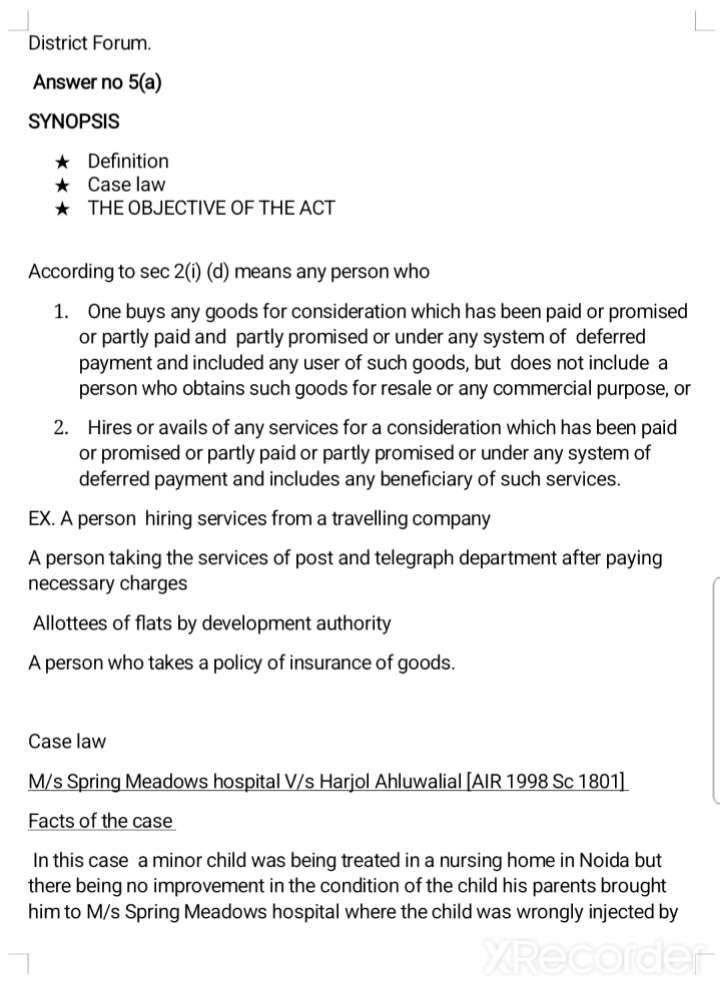 District Forum.
Answer no 5(a)
SYNOPSIS
★ Definition
★ Case law
★ THE OBJECTIVE OF THE ACT
According to sec 2(i) (d) means any person who
1. One buys any goods for consideration which has been paid or promised
or partly paid and partly promised or under any system of deferred
payment and included any user of such goods, but does not include a
person who obtains such goods for resale or any commercial purpose, or
2. Hires or avails of any services for a consideration which has been paid
or promised or partly paid or partly promised or under any system of
deferred payment and includes any beneficiary of such services.
EX. A person hiring services from a travelling company
A person taking the services of post and telegraph department after paying
necessary charges
Allottees of flats by development authority
A person who takes a policy of insurance of goods.
Case law
M/s Spring Meadows hospital V/s Harjol Ahluwalial [AIR 1998 Sc 1801]
Facts of the case
In this case a minor child was being treated in a nursing home in Noida but
there being no improvement in the condition of the child his parents brought
him to M/s Spring Meadows hospital where the child was wrongly injected by
XRecorder